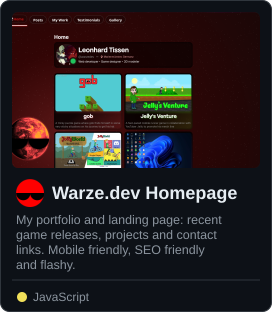 Posts My Work Testimonials Gallery
Home
Leonhard Tissen
gob
Jelly's Venture
gob
Jelly's Venture
Warze.dev Homepage
My portfolio and landing page: recent
game releases, projects and contact
links. Mobile friendly, SEO friendly
and flashy.
JavaScript